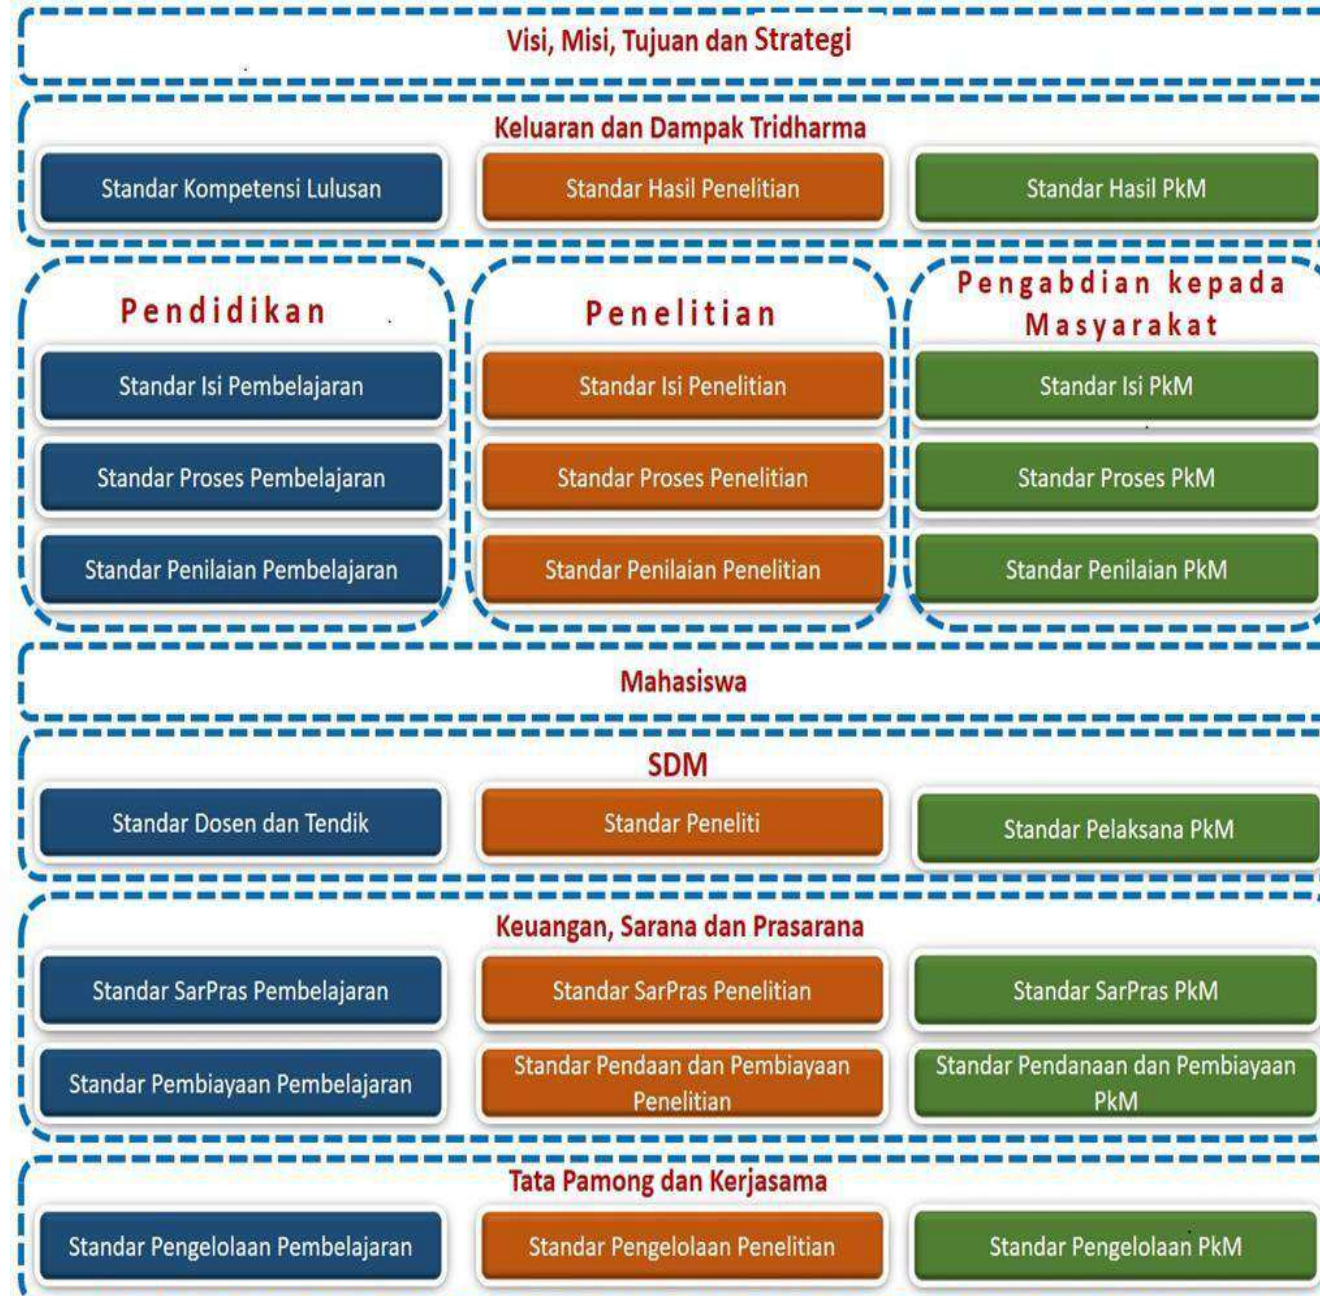 Visi, Misi, Tujuan dan Strategi
Keluaran dan Dampak Tridharma
Standar Kompetensi Lulusan
Standar Hasil Penelitian
Standar Hasil PkM
Pendidikan
Standar Isi Pembelajaran
Standar Proses Pembelajaran
Standar Penilaian Pembelajaran
Penelitian
Standar Isi Penelitian
Standar Proses Penelitian
Standar Penilaian Penelitian
Pengabdian kepada
Masyarakat
Standar Isi PkM
Standar Proses PkM
Standar Penilaian PkM
Mahasiswa
SDM
Standar Dosen dan Tendik
Standar Peneliti
Standar Pelaksana PkM
Keuangan, Sarana dan Prasarana
Standar SarPras Pembelajaran
Standar SarPras Penelitian
Standar SarPras PkM
Standar Pembiayaan Pembelajaran
Standar Pendaan dan Pembiayaan
Penelitian
Standar Pendanaan dan Pembiayaan
PkM
Tata Pamong dan Kerjasama
Standar Pengelolaan Pembelajaran
Standar Pengelolaan Penelitian
Standar Pengelolaan PkM